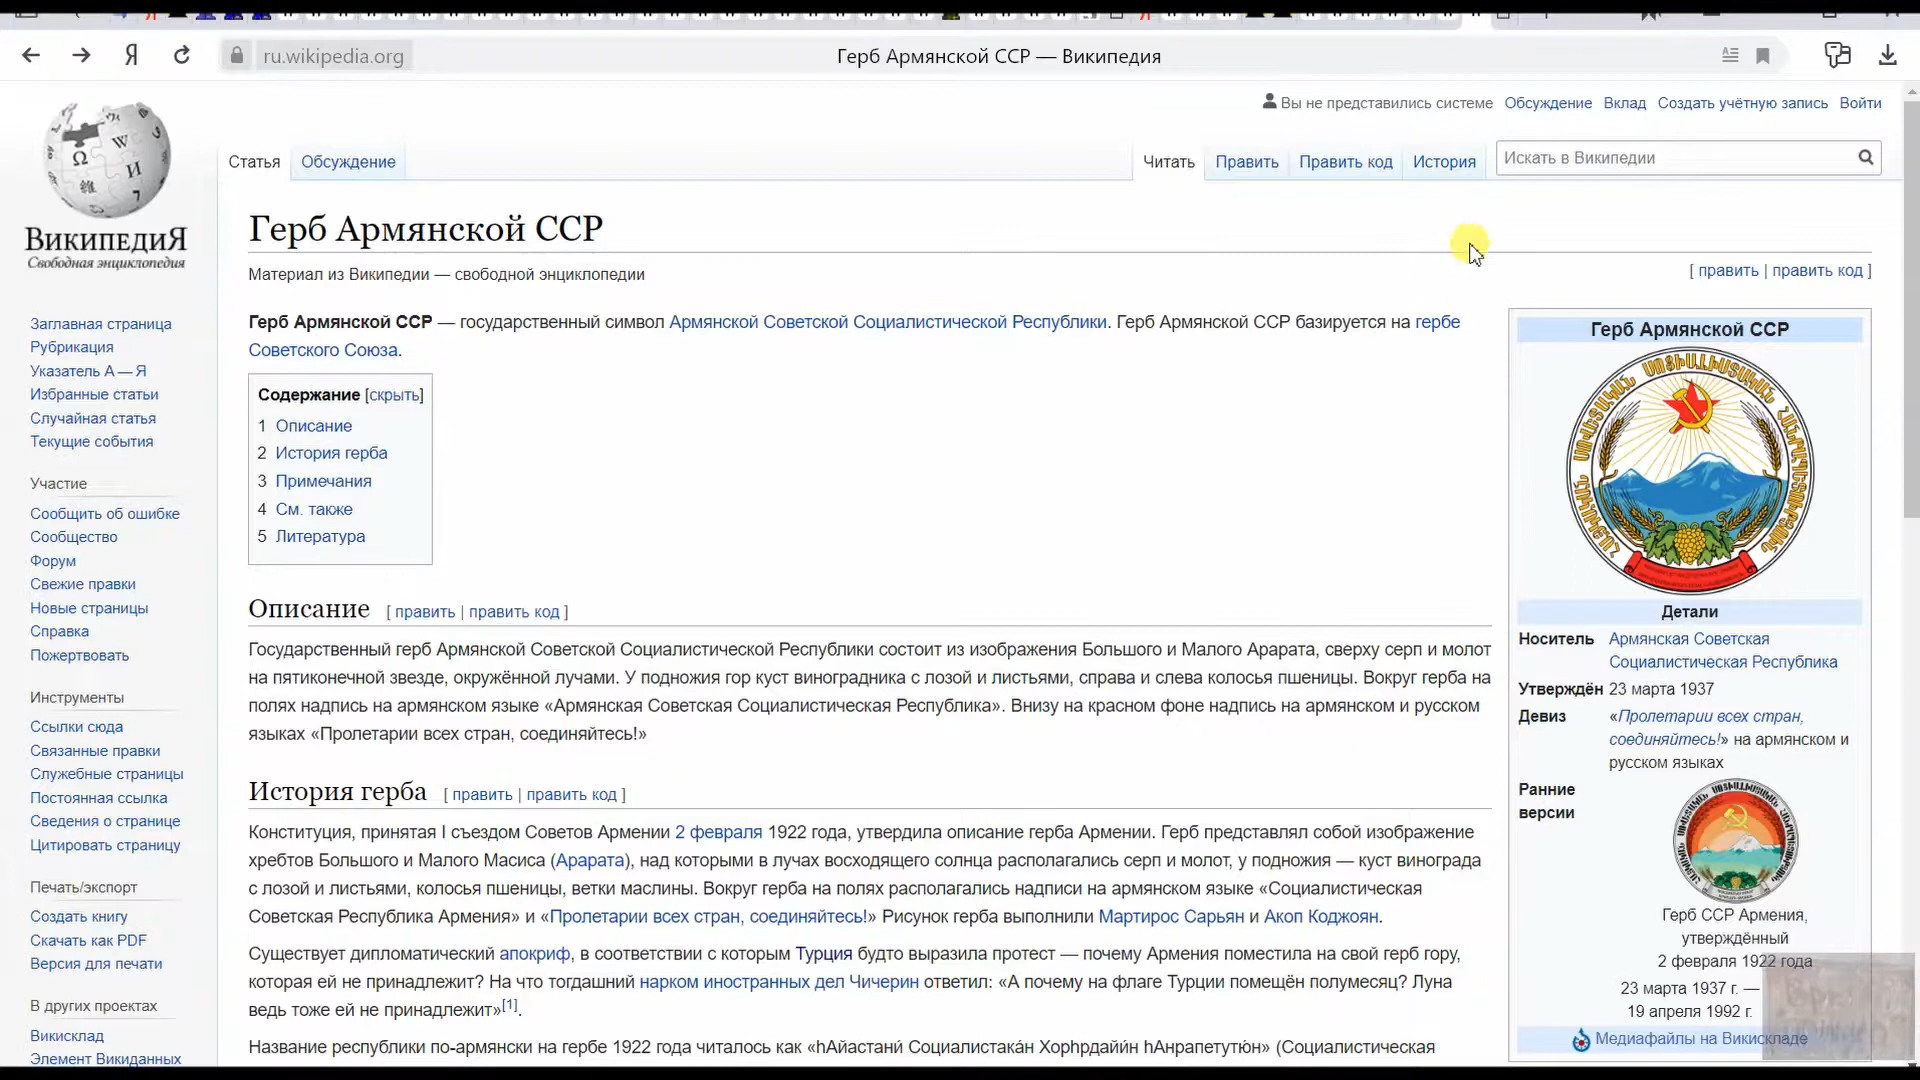 ru.wikipedia.org
Герб Армянской ССР — Википедия
Вы не представились системе Обсуждение Вклад Создать учётную запись Войти
Статья Обсуждение Читать Править Править код История Искать в Википедии
ВикипедиЯ
Свободная энциклопедия
Герб Армянской ССР
Материал из Википедии — свободной энциклопедии
[ править | править код ]
Герб Армянской ССР — государственный символ Армянской Советской Социалистической Республики. Герб Армянской ССР базируется на гербе
Советского Союза.
Содержание [скрыть]
1 Описание
2 История герба
3 Примечания
4 См. также
5 Литература
Описание [ править | править код ]
Государственный герб Армянской Советской Социалистической Республики состоит из изображения Большого и Малого Арарата, сверху серп и молот
на пятиконечной звезде, окружённой лучами. У подножия гор куст виноградника с лозой и листьями, справа и слева колосья пшеницы. Вокруг герба на
полях надпись на армянском языке «Армянская Советская Социалистическая Республика». Внизу на красном фоне надпись на армянском и русском
языках «Пролетарии всех стран, соединяйтесь!»
История герба [ править | править код ]
Конституция, принятая I съездом Советов Армении 2 февраля 1922 года, утвердила описание герба Армении. Герб представлял собой изображение
хребтов Большого и Малого Масиса (Арарата), над которыми в лучах восходящего солнца располагались серп и молот, у подножия — куст винограда
с лозой и листьями, колосья пшеницы, ветки маслины. Вокруг герба на полях располагались надписи на армянском языке «Социалистическая
Советская Республика Армения» и «Пролетарии всех стран, соединяйтесь!» Рисунок герба выполнили Мартирос Сарьян и Акоп Коджоян.
Существует дипломатический апокриф, в соответствии с которым Турция будто выразила протест — почему Армения поместила на свой герб гору,
которая ей не принадлежит? На что тогдашний нарком иностранных дел Чичерин ответил: «А почему на флаге Турции помещён полумесяц? Луна
ведь тоже ей не принадлежит»[1].
Название республики по-армянски на гербе 1922 года читалось как «hАйастанú Социалистакáн Хорhрдайúн hАнрапетутюн» (Социалистическая
Герб Армянской ССР
ՀԱՅԿԱԿԱՆ ՍՈՎԵՏԱԿԱՆ ՍՈՑԻԱԼԻՍՏԱԿԱՆ ՀԱՆՐԱՊԵՏՈՒԹՅՈՒՆ
Детали
Носитель Армянская Советская
Социалистическая Республика
Утверждён 23 марта 1937
Девиз «Пролетарии всех стран,
соединяйтесь!» на армянском и
русском языках
Ранние
версии
Герб ССР Армения,
утверждённый
2 февраля 1922 года
23 марта 1937 г. —
19 апреля 1992 г.
Медиафайлы на Викискладе
Заглавная страница
Рубрикация
Указатель А — Я
Избранные статьи
Случайная статья
Текущие события
Участие
Сообщить об ошибке
Сообщество
Форум
Свежие правки
Новые страницы
Справка
Пожертвовать
Инструменты
Ссылки сюда
Связанные правки
Служебные страницы
Постоянная ссылка
Сведения о странице
Цитировать страницу
Печать/экспорт
Создать книгу
Скачать как PDF
Версия для печати
В других проектах
Викисклад
Элемент Викиданных